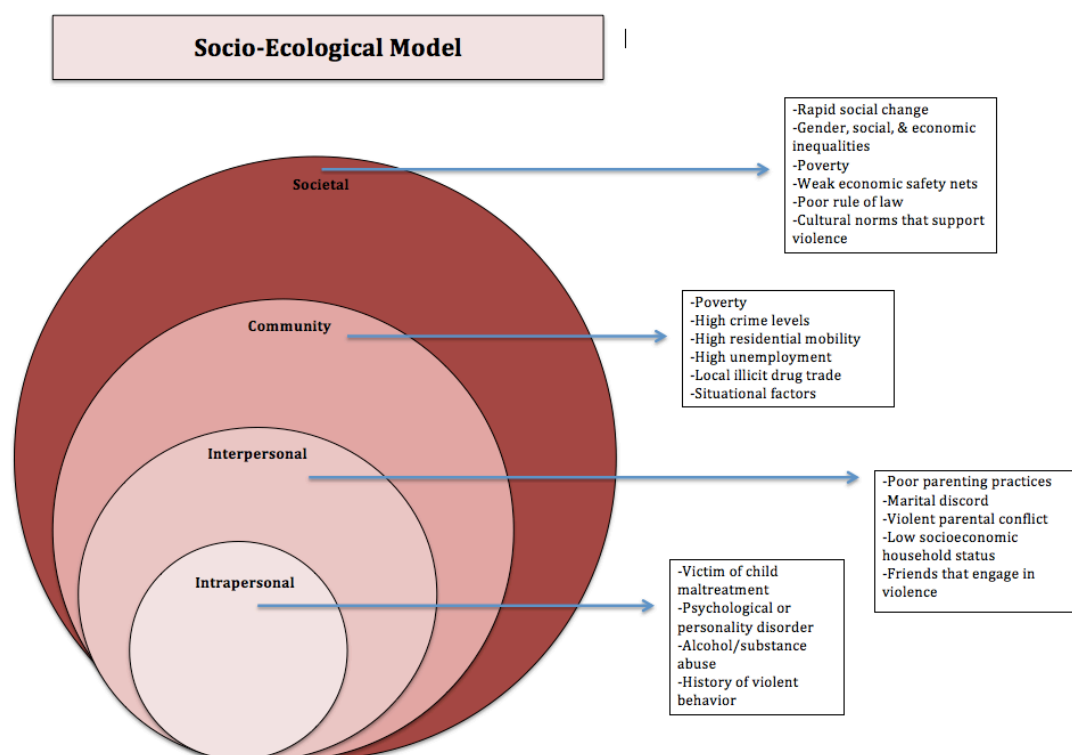 Socio-Ecological Model
Societal
-Rapid social change
-Gender, social, & economic
inequalities
-Poverty
-Weak economic safety nets
-Poor rule of law
-Cultural norms that support
violence
Community
-Poverty
-High crime levels
-High residential mobility
-High unemployment
-Local illicit drug trade
-Situational factors
Interpersonal
-Poor parenting practices
-Marital discord
-Violent parental conflict
-Low socioeconomic
household status
-Friends that engage in
violence
Intrapersonal
-Victim of child
maltreatment
-Psychological or
personality disorder
-Alcohol/substance
abuse
-History of violent
behavior